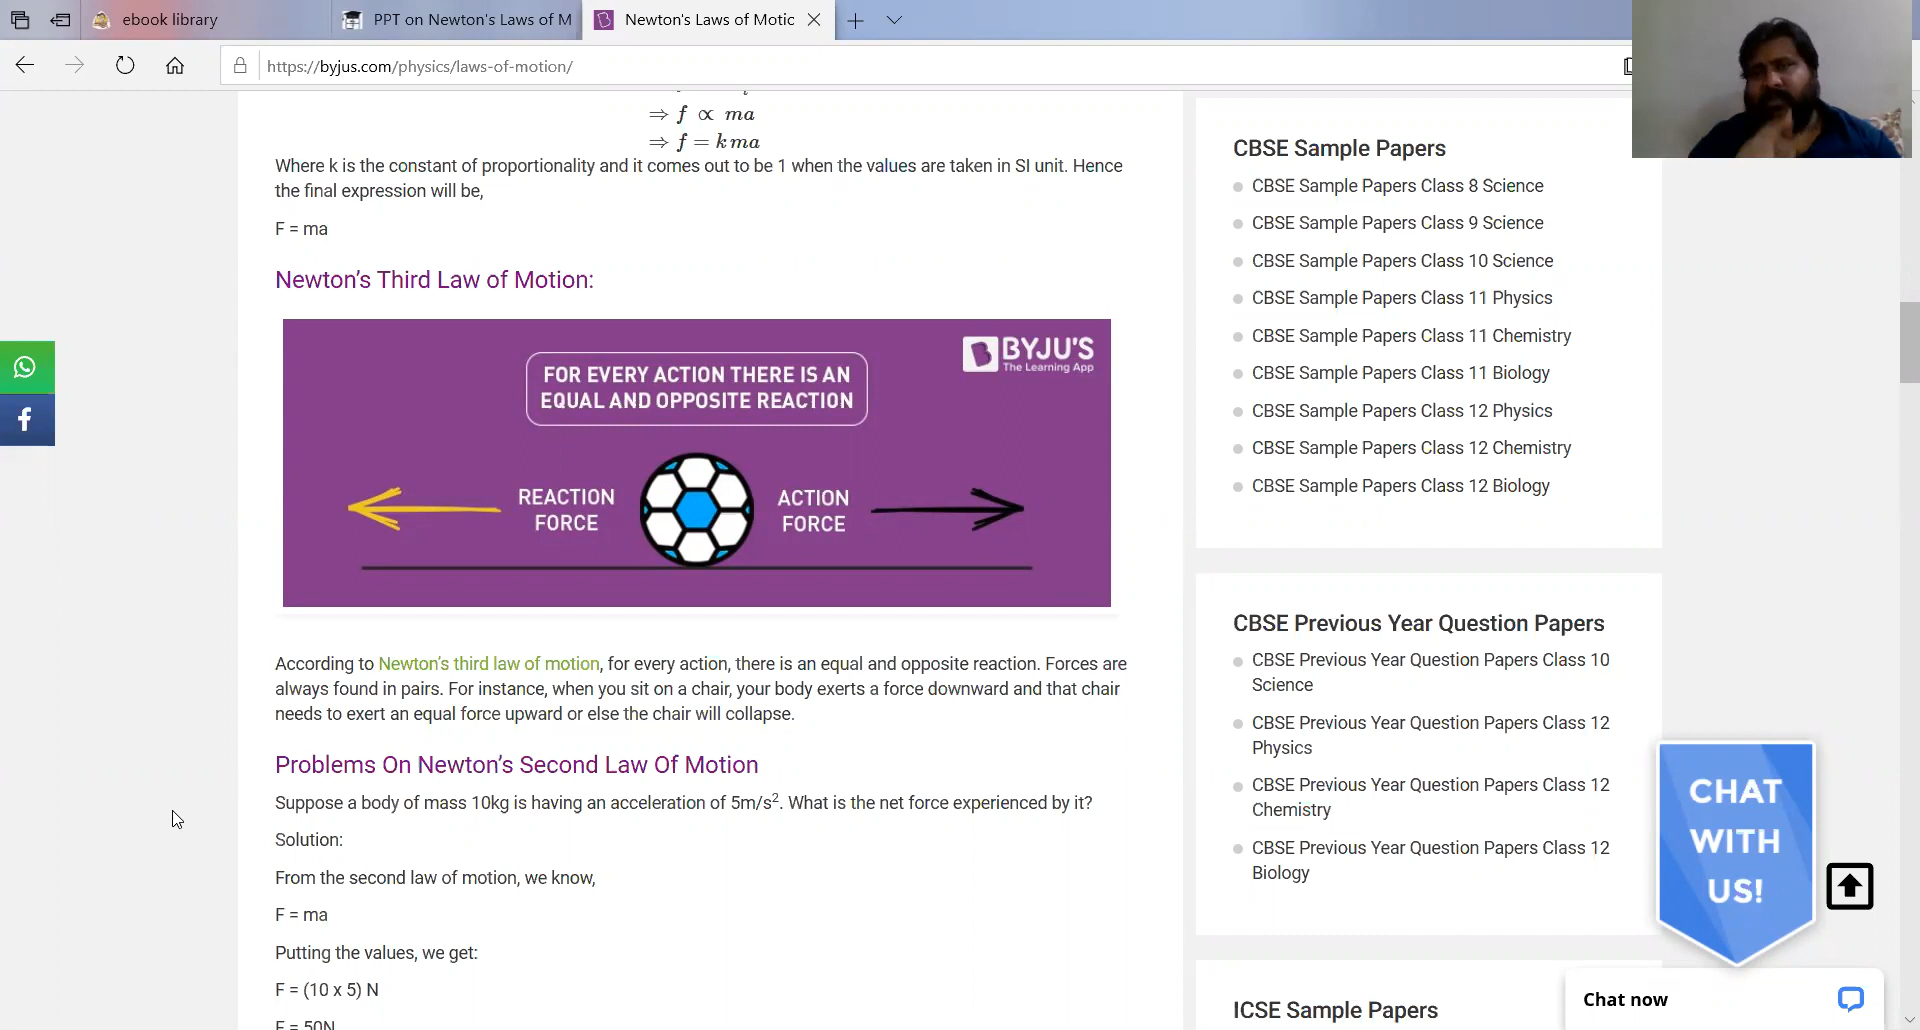 ebook library
PPT on Newton's Laws of M
Newton's Laws of Motic
https://byjus.com/physics/laws-of-motion/
⇒ f ∝ ma
⇒ f = k ma
Where k is the constant of proportionality and it comes out to be 1 when the values are taken in SI unit. Hence
the final expression will be,
F = ma
Newton’s Third Law of Motion:
BYJU'S
The Learning App
FOR EVERY ACTION THERE IS AN
EQUAL AND OPPOSITE REACTION
REACTION
FORCE
ACTION
FORCE
According to Newton’s third law of motion, for every action, there is an equal and opposite reaction. Forces are
always found in pairs. For instance, when you sit on a chair, your body exerts a force downward and that chair
needs to exert an equal force upward or else the chair will collapse.
Problems On Newton’s Second Law Of Motion
Suppose a body of mass 10kg is having an acceleration of 5m/s². What is the net force experienced by it?
Solution:
From the second law of motion, we know,
F = ma
Putting the values, we get:
F = (10 x 5) N
F = 50N
CBSE Sample Papers
CBSE Sample Papers Class 8 Science
CBSE Sample Papers Class 9 Science
CBSE Sample Papers Class 10 Science
CBSE Sample Papers Class 11 Physics
CBSE Sample Papers Class 11 Chemistry
CBSE Sample Papers Class 11 Biology
CBSE Sample Papers Class 12 Physics
CBSE Sample Papers Class 12 Chemistry
CBSE Sample Papers Class 12 Biology
CBSE Previous Year Question Papers
CBSE Previous Year Question Papers Class 10
Science
CBSE Previous Year Question Papers Class 12
Physics
CBSE Previous Year Question Papers Class 12
Chemistry
CBSE Previous Year Question Papers Class 12
Biology
ICSE Sample Papers
CHAT
WITH
US!
Chat now